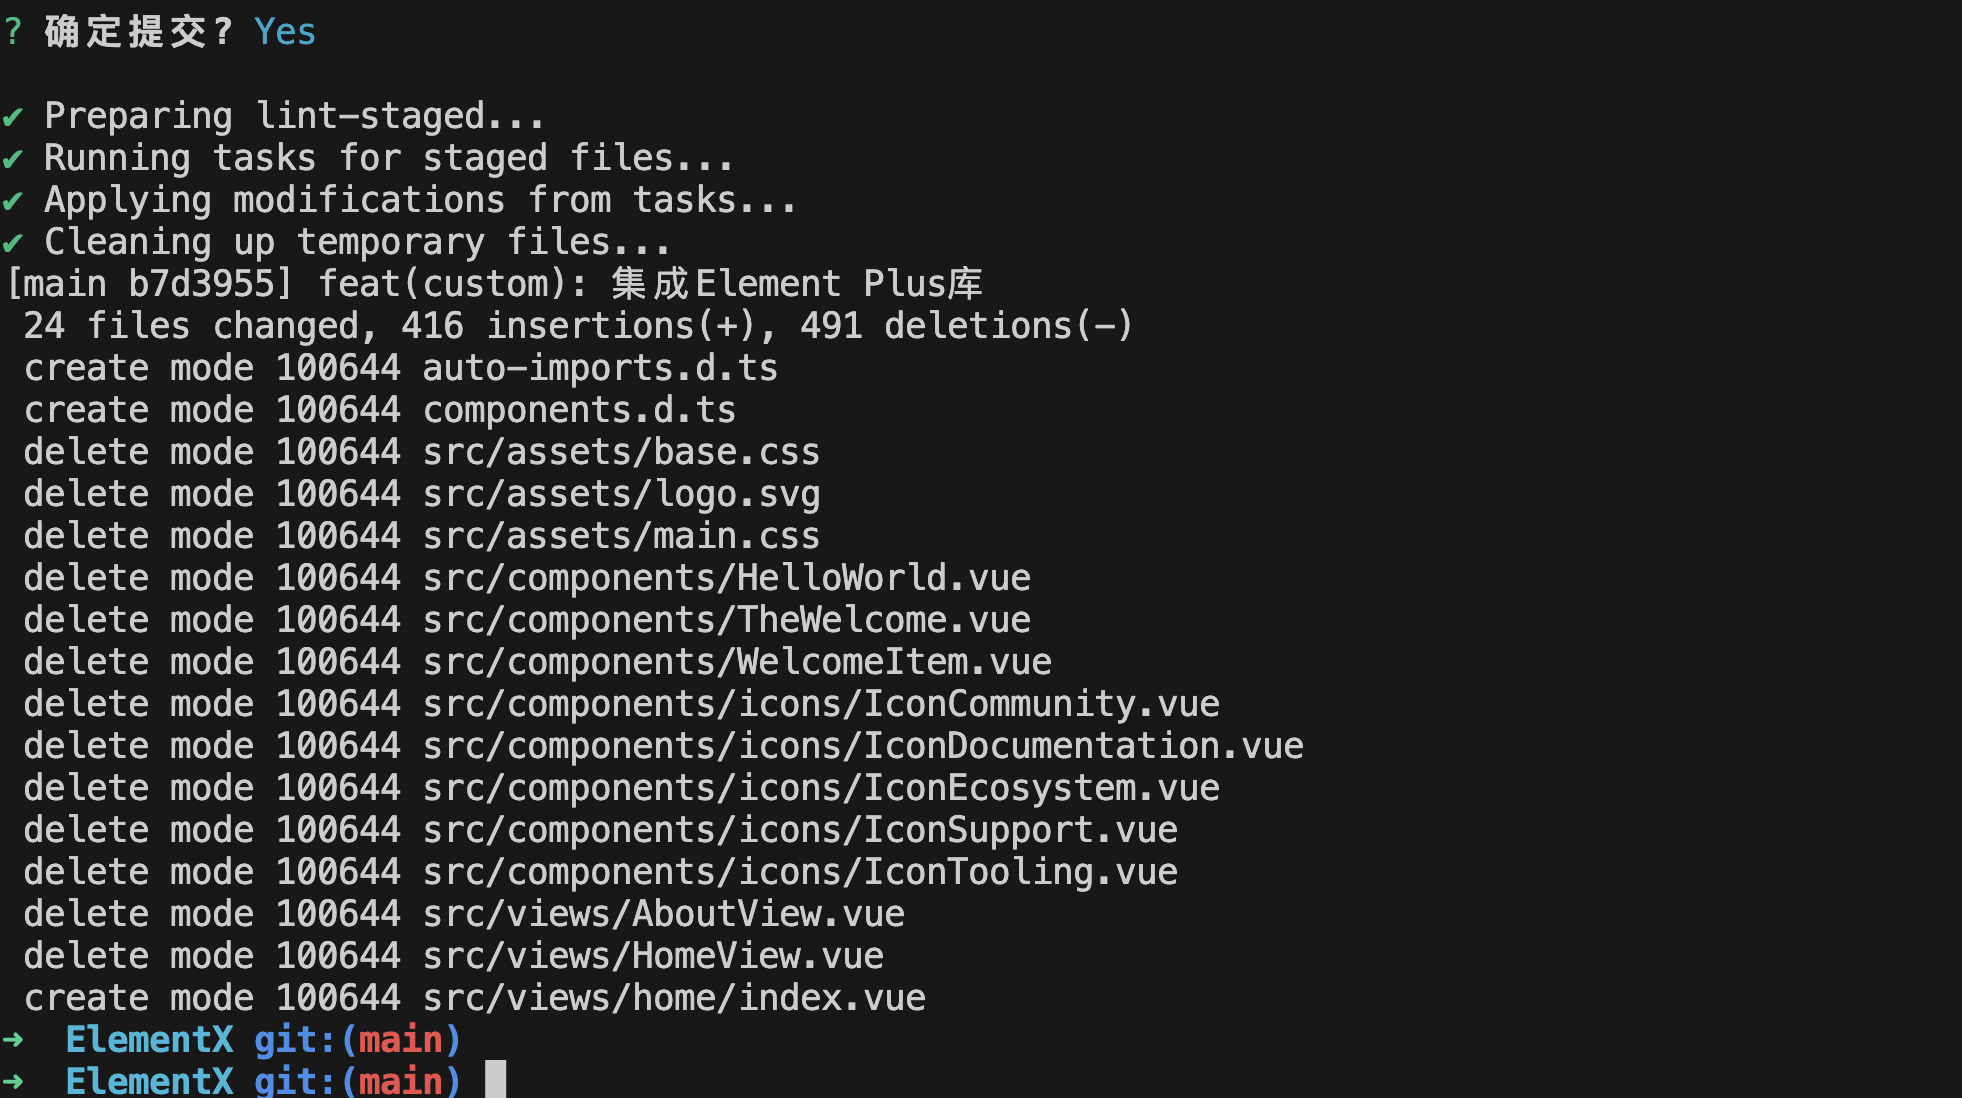 ? 确定提交? Yes
✔ Preparing lint-staged...
✔ Running tasks for staged files...
✔ Applying modifications from tasks...
✔ Cleaning up temporary files...
[main b7d3955] feat(custom): 集成Element Plus库
24 files changed, 416 insertions(+), 491 deletions(-)
create mode 100644 auto-imports.d.ts
create mode 100644 components.d.ts
delete mode 100644 src/assets/base.css
delete mode 100644 src/assets/logo.svg
delete mode 100644 src/assets/main.css
delete mode 100644 src/components/HelloWorld.vue
delete mode 100644 src/components/TheWelcome.vue
delete mode 100644 src/components/WelcomeItem.vue
delete mode 100644 src/components/icons/IconCommunity.vue
delete mode 100644 src/components/icons/IconDocumentation.vue
delete mode 100644 src/components/icons/IconEcosystem.vue
delete mode 100644 src/components/icons/IconSupport.vue
delete mode 100644 src/components/icons/IconTooling.vue
delete mode 100644 src/views/AboutView.vue
delete mode 100644 src/views/HomeView.vue
create mode 100644 src/views/home/index.vue
➜ ElementX git:(main)
➜ ElementX git:(main)